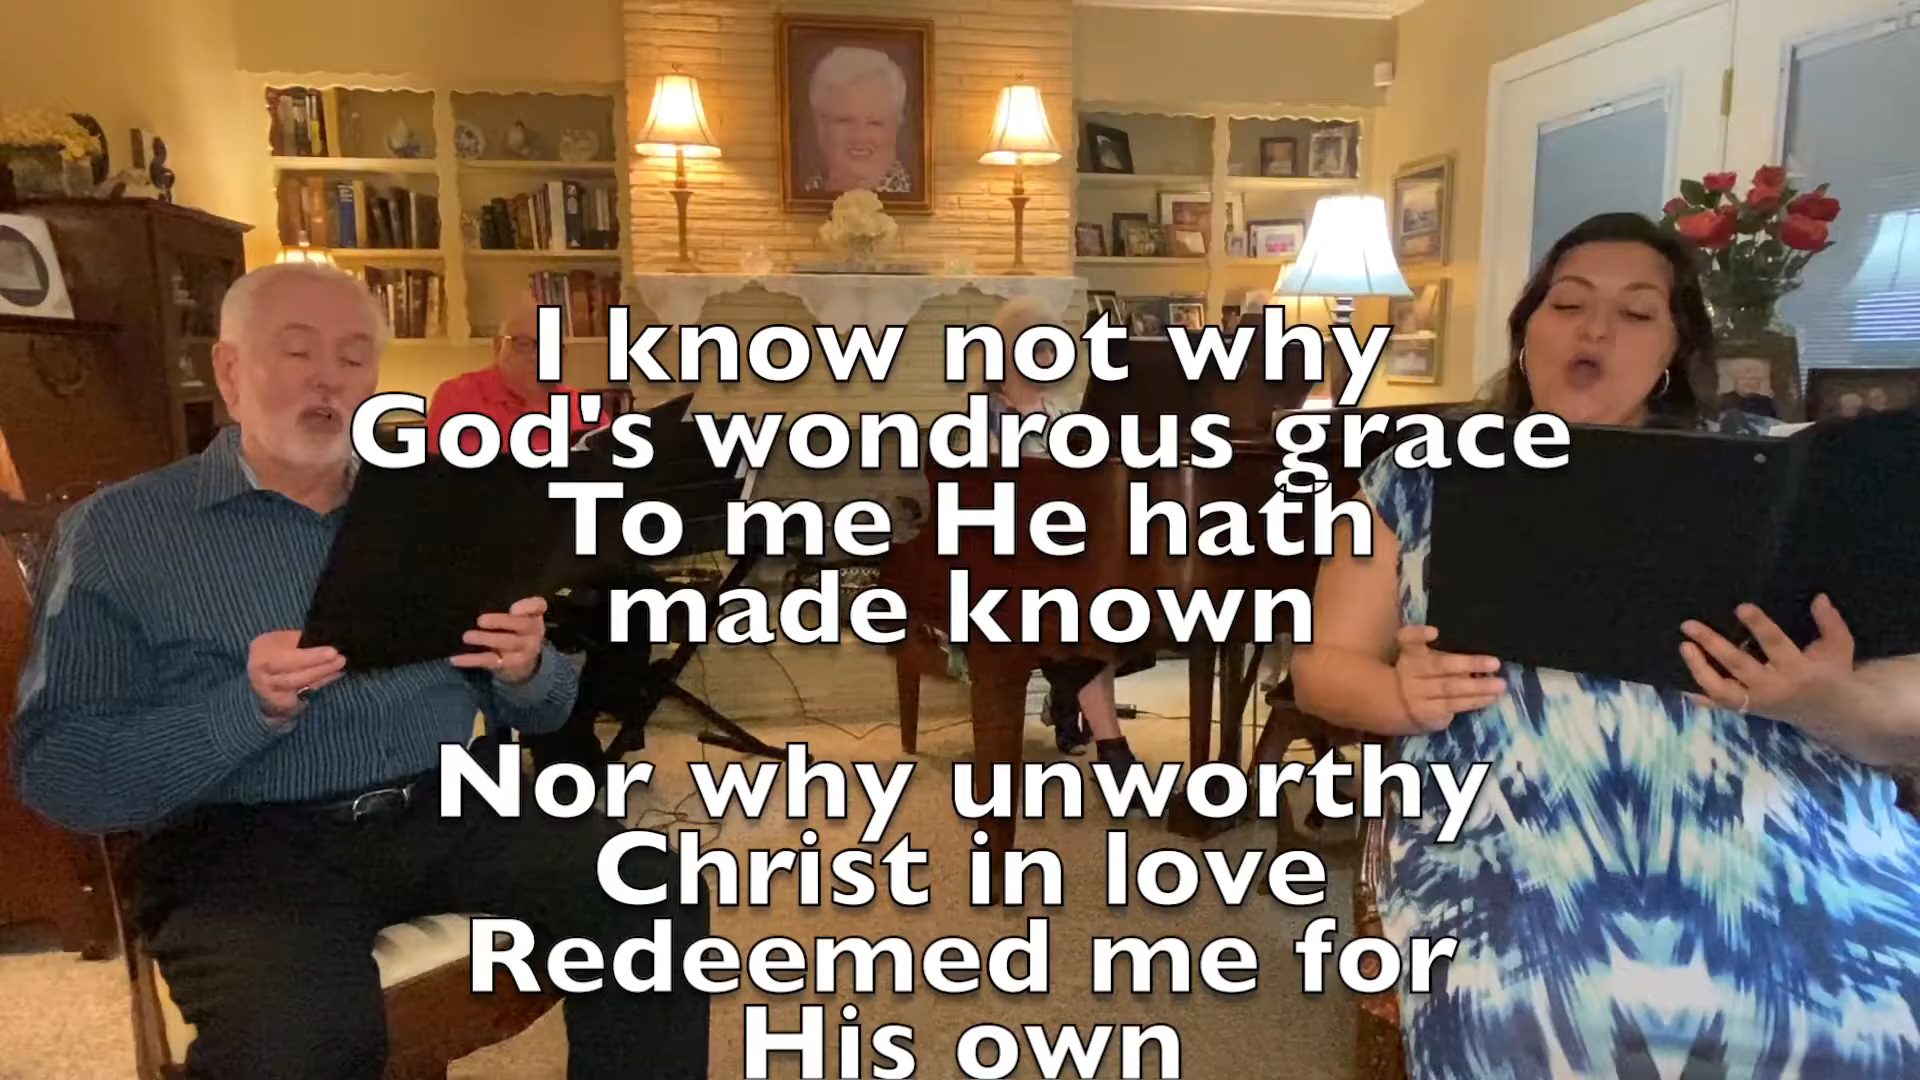 I know not why
God's wondrous grace
To me He hath
made known
Nor why unworthy
Christ in love
Redeemed me for
His own